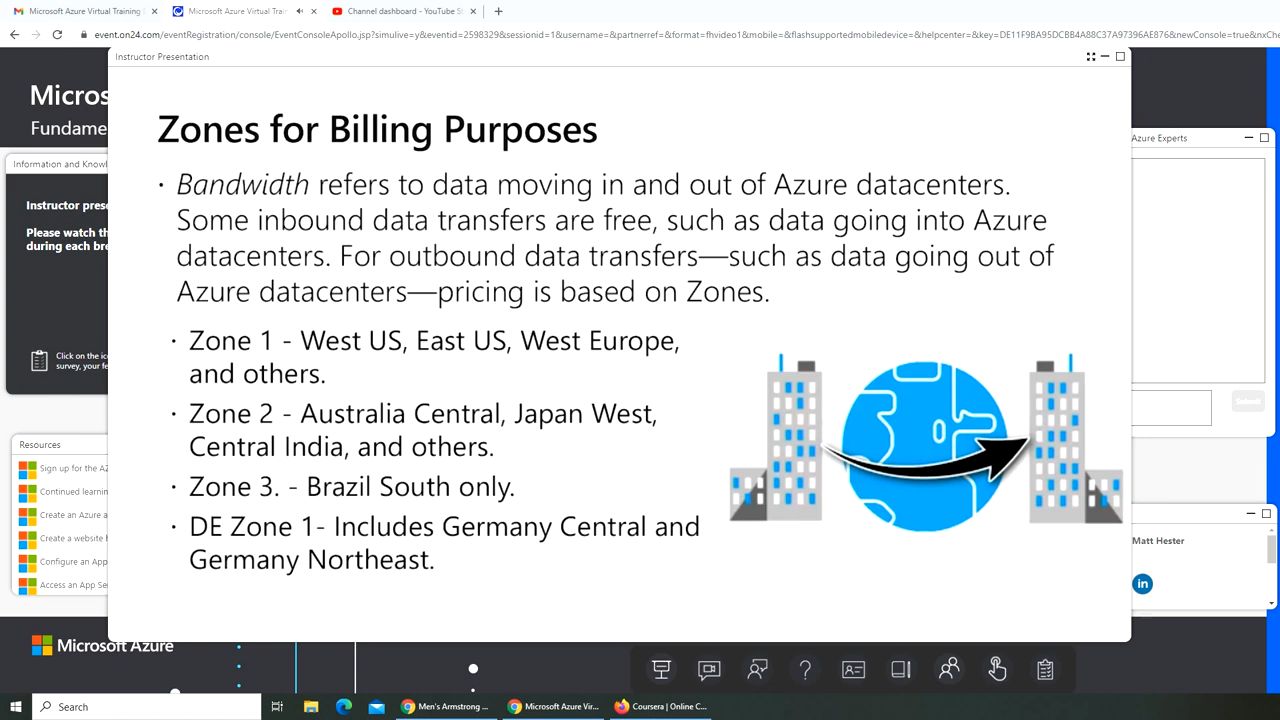 Microsoft Azure Virtual Training
Microsoft Azure Virtual Train
Channel dashboard - YouTube St
event.on24.com/eventRegistration/console/EventConsoleApollo.jsp?simulive=y&eventid=2598329&sessionid=1&username=&partnerref=&format=fhvideo1&mobile=&flashsupportedmobiledevice=&helpcenter=&key=DE11F9BA95DCBB4A88C37A97396AE876&newConsole=true&nxChe
Instructor Presentation
Micros
Fundame
Zones for Billing Purposes
Azure Experts
Information and Knowl
• Bandwidth refers to data moving in and out of Azure datacenters.
Some inbound data transfers are free, such as data going into Azure
datacenters. For outbound data transfers—such as data going out of
Azure datacenters—pricing is based on Zones.
Instructor prese
Please watch th
during each bre
• Zone 1 - West US, East US, West Europe,
and others.
• Zone 2 - Australia Central, Japan West,
Central India, and others.
• Zone 3. - Brazil South only.
• DE Zone 1- Includes Germany Central and
Germany Northeast.
Click on the ico
survey, your fe
Submit
Resources
Sign up for the AZ
Continued learnin
Create an Azure a
Create a website h
Configure an App
Access an App Se
Matt Hester
in
Microsoft Azure
Search
Men's Armstrong ...
Microsoft Azure Vir...
Coursera | Online C...